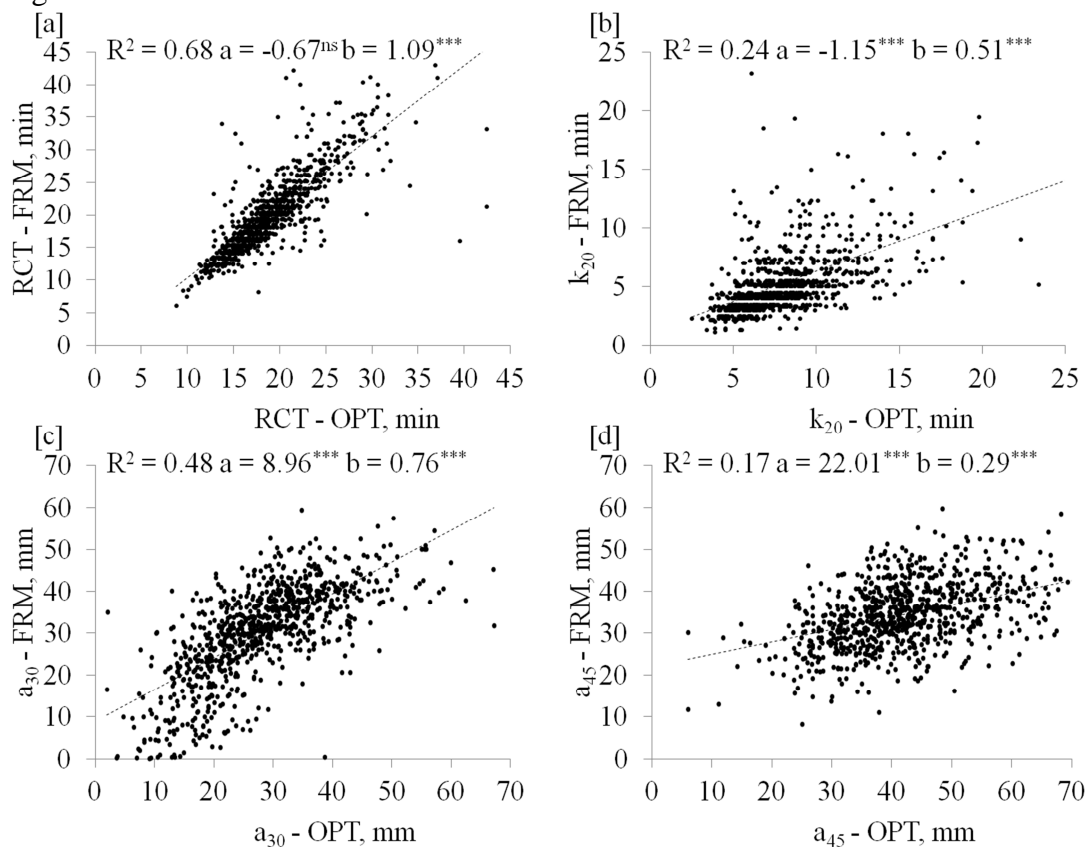 [a]
R² = 0.68 a = -0.67ⁿˢ b = 1.09***
45
40
35
30
25
20
15
10
5
0
RCT - FRM, min
0 5 10 15 20 25 30 35 40 45
RCT - OPT, min
[b]
R² = 0.24 a = -1.15*** b = 0.51***
25
20
15
10
5
0
k₂₀ - FRM, min
0 5 10 15 20 25
k₂₀ - OPT, min
[c]
R² = 0.48 a = 8.96*** b = 0.76***
70
60
50
40
30
20
10
0
a₃₀ - FRM, mm
0 10 20 30 40 50 60 70
a₃₀ - OPT, mm
[d]
R² = 0.17 a = 22.01*** b = 0.29***
70
60
50
40
30
20
10
0
a₄₅ - FRM, mm
0 10 20 30 40 50 60 70
a₄₅ - OPT, mm